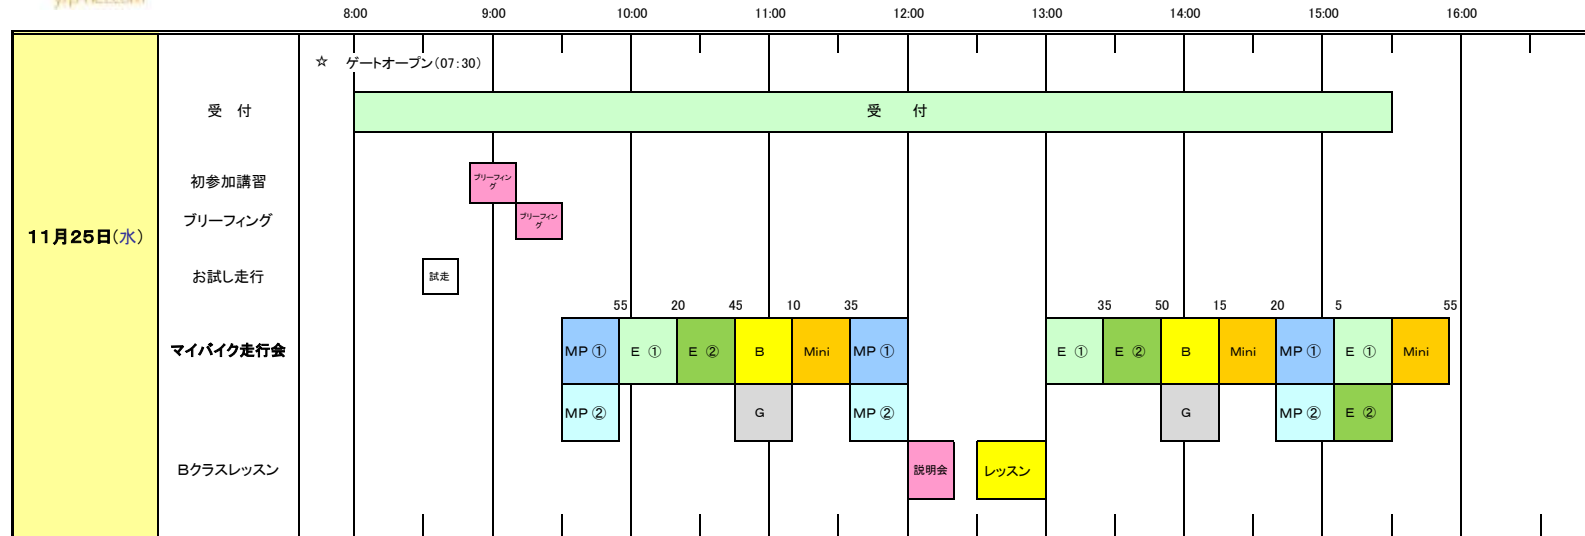 8:00 9:00 10:00 11:00 12:00 13:00 14:00 15:00 16:00
☆ ゲートオープン(07:30)
受 付 受 付
初参加講習 ブリーフィング
ブリーフィング ブリーフィング
11月25日(水)
お試し走行 試走
55 20 45 10 35 35 50 15 20 5 55
マイバイク走行会 MP ① E ① E ② B Mini MP ① E ① E ② B Mini MP ① E ① Mini
MP ② G MP ② G MP ② E ②
Bクラスレッスン 説明会 レッスン